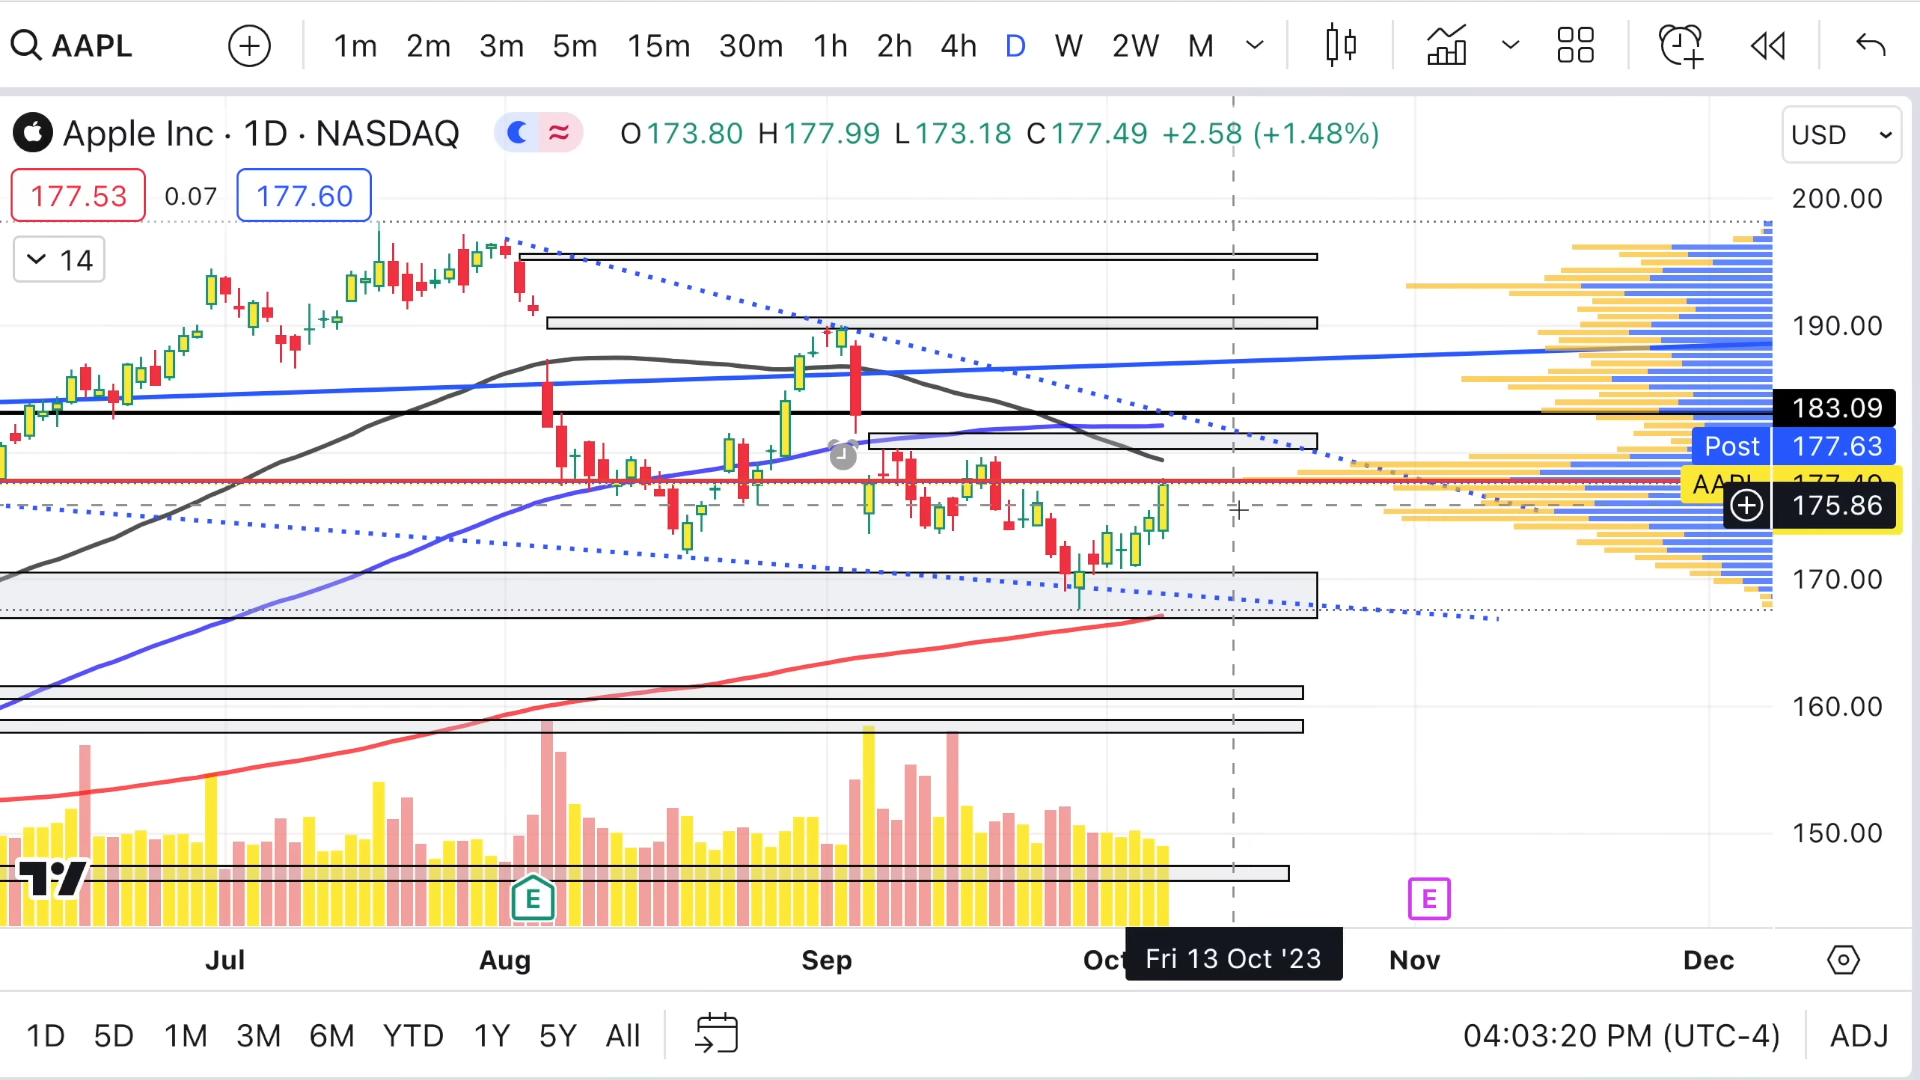 AAPL 1m 2m 3m 5m 15m 30m 1h 2h 4h D W 2W M
Apple Inc · 1D · NASDAQ O173.80 H177.99 L173.18 C177.49 +2.58 (+1.48%) USD
177.53 0.07 177.60
14
200.00
190.00
183.09
Post 177.63
AAPL 177.49
175.86
170.00
160.00
150.00
E E
Jul Aug Sep Oct Fri 13 Oct '23 Nov Dec
1D 5D 1M 3M 6M YTD 1Y 5Y All 04:03:20 PM (UTC-4) ADJ